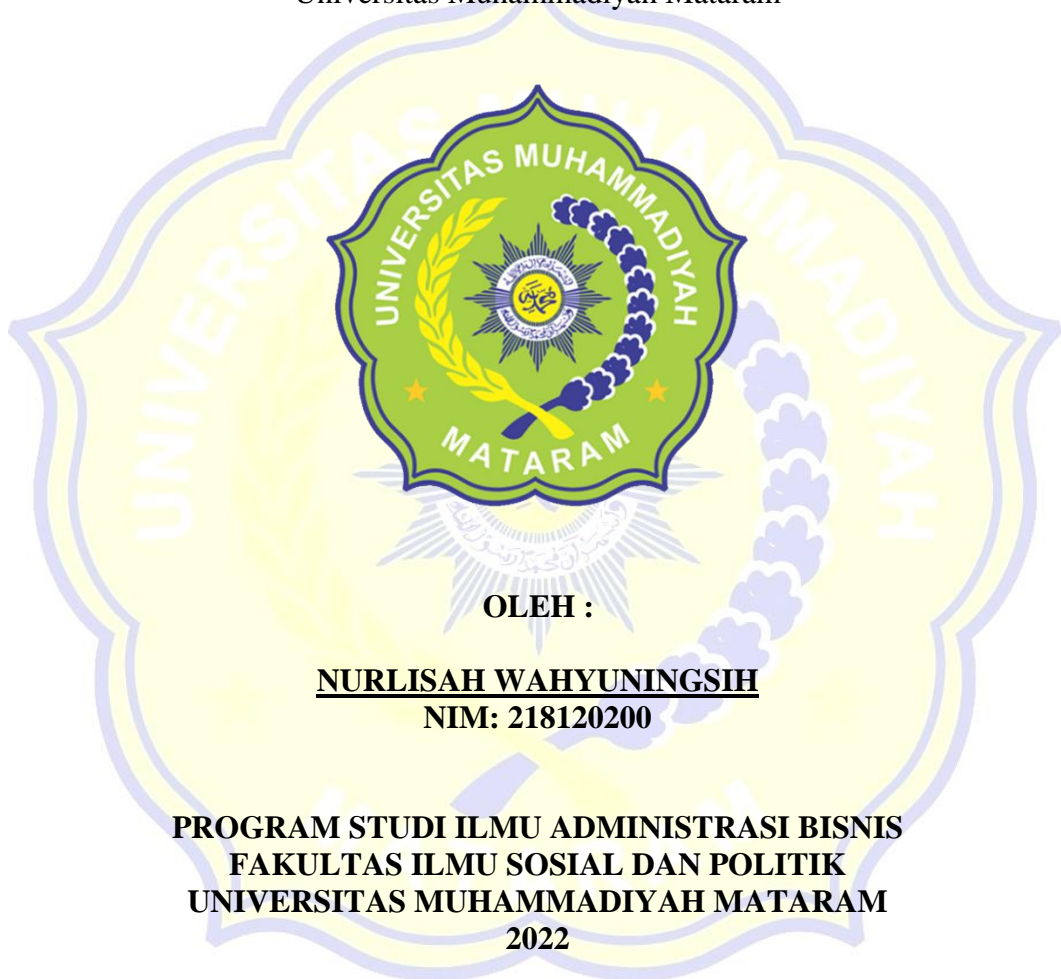 Universitas Muhammadiyah Mataram
UNIVERSITAS MUHAMMADIYAH
MATARAM
OLEH :
NURLISAH WAHYUNINGSIH
NIM: 218120200
PROGRAM STUDI ILMU ADMINISTRASI BISNIS
FAKULTAS ILMU SOSIAL DAN POLITIK
UNIVERSITAS MUHAMMADIYAH MATARAM
2022